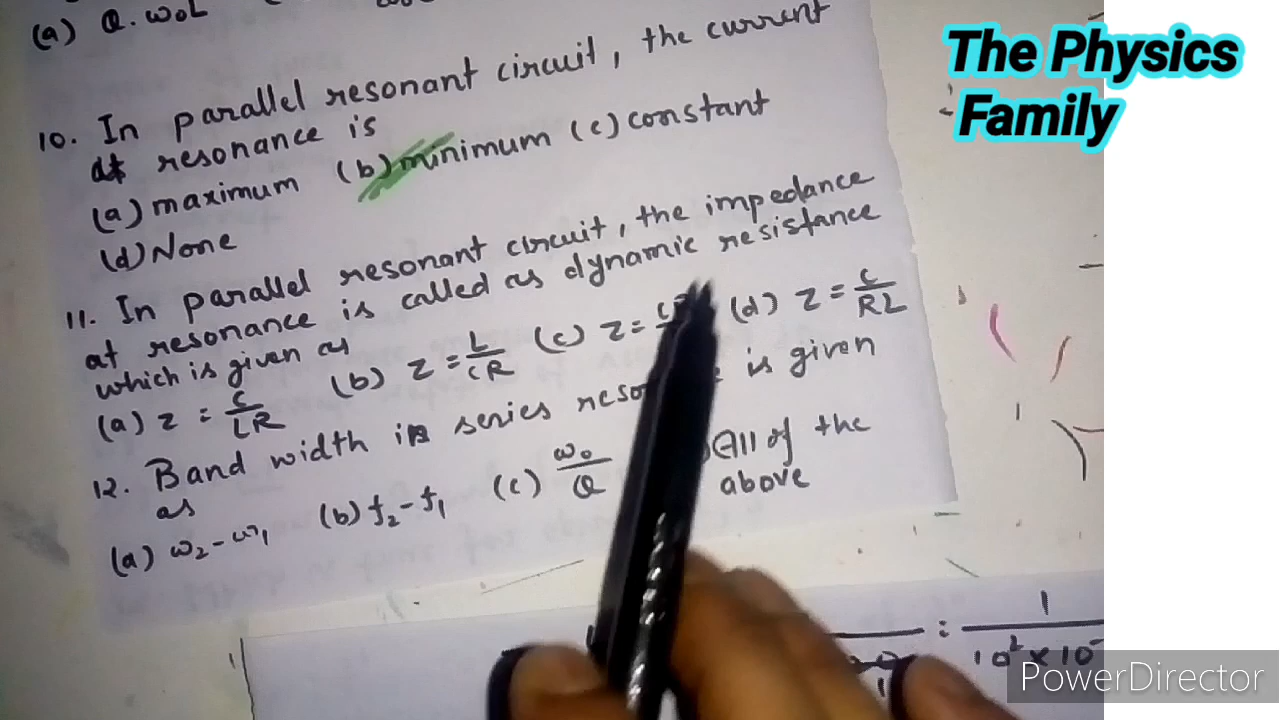 (a) Q.ω₀L
10. In parallel resonant circuit, the current
at resonance is
(a) maximum (b) minimum (c) constant
(d) None
11. In parallel resonant circuit, the impedance
at resonance is called as dynamic resistance
which is given as
(a) Z = C/LR (b) Z = L/CR (c) Z = (d) Z = C/RL
12. Band width in series is given
as
(a) ω₂-ω₁ (b) f₂-f₁ (c) ω₀/Q All of the
above
= 1/10² × 10⁻
The Physics
Family
PowerDirector